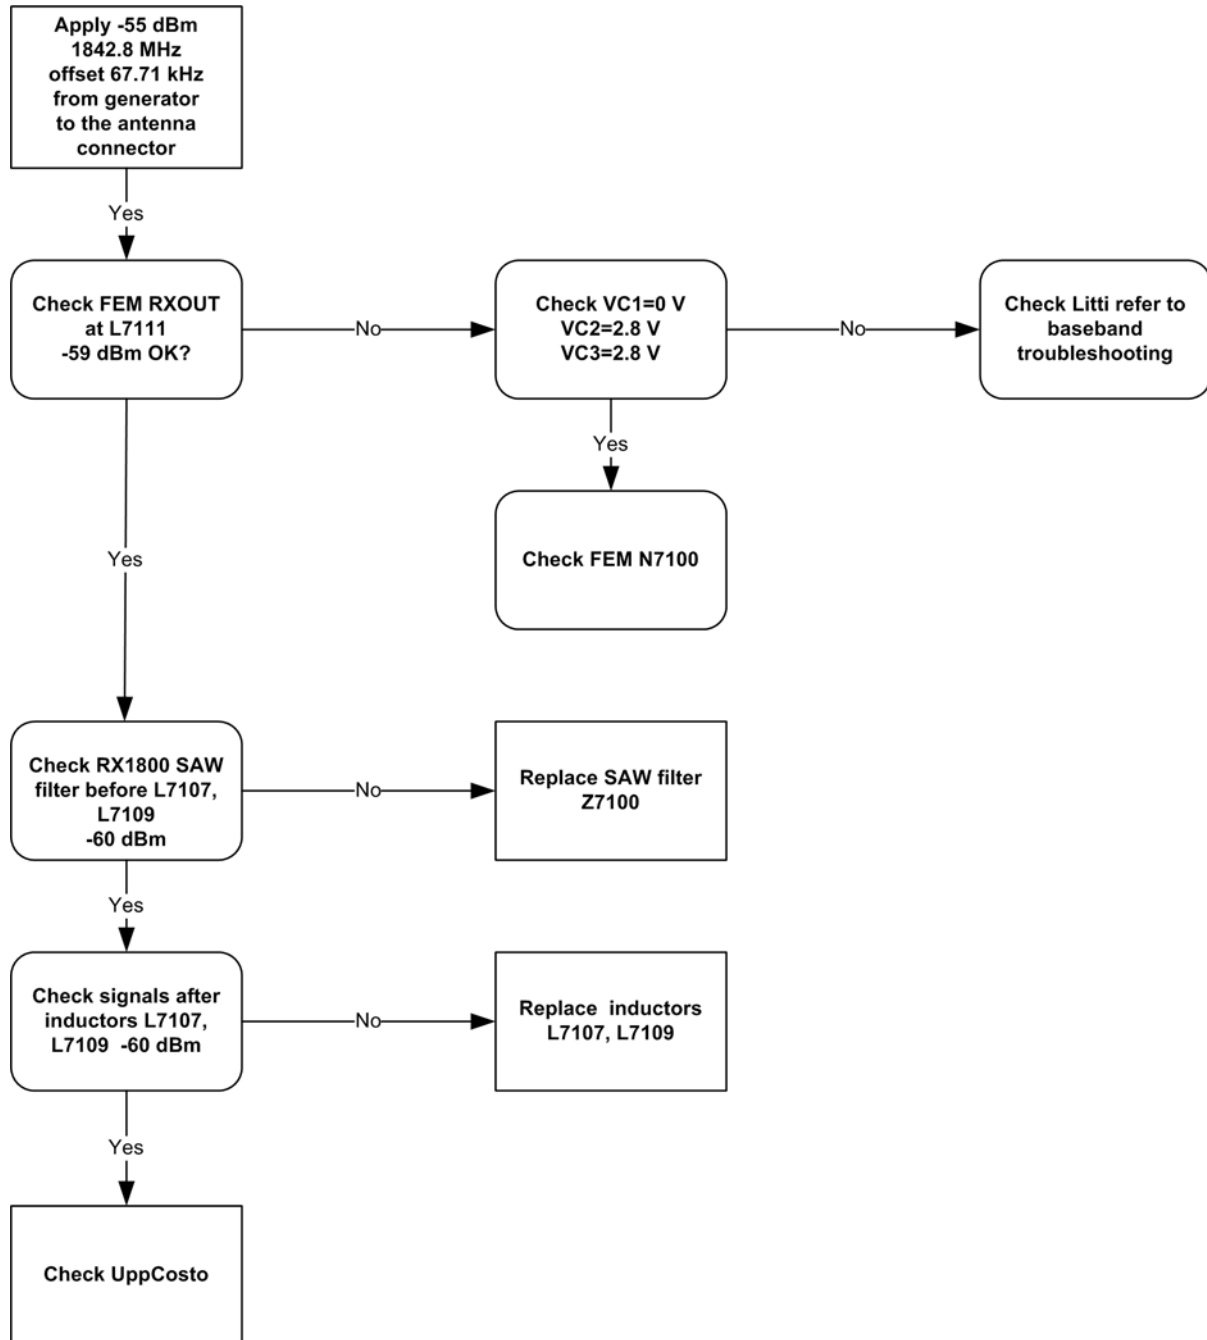 Apply -55 dBm
1842.8 MHz
offset 67.71 kHz
from generator
to the antenna
connector
Yes
Check FEM RXOUT
at L7111
-59 dBm OK?
No
Check VC1=0 V
VC2=2.8 V
VC3=2.8 V
No
Check Litti refer to
baseband
troubleshooting
Yes
Check FEM N7100
Yes
Check RX1800 SAW
filter before L7107,
L7109
-60 dBm
No
Replace SAW filter
Z7100
Yes
Check signals after
inductors L7107,
L7109 -60 dBm
No
Replace inductors
L7107, L7109
Yes
Check UppCosto